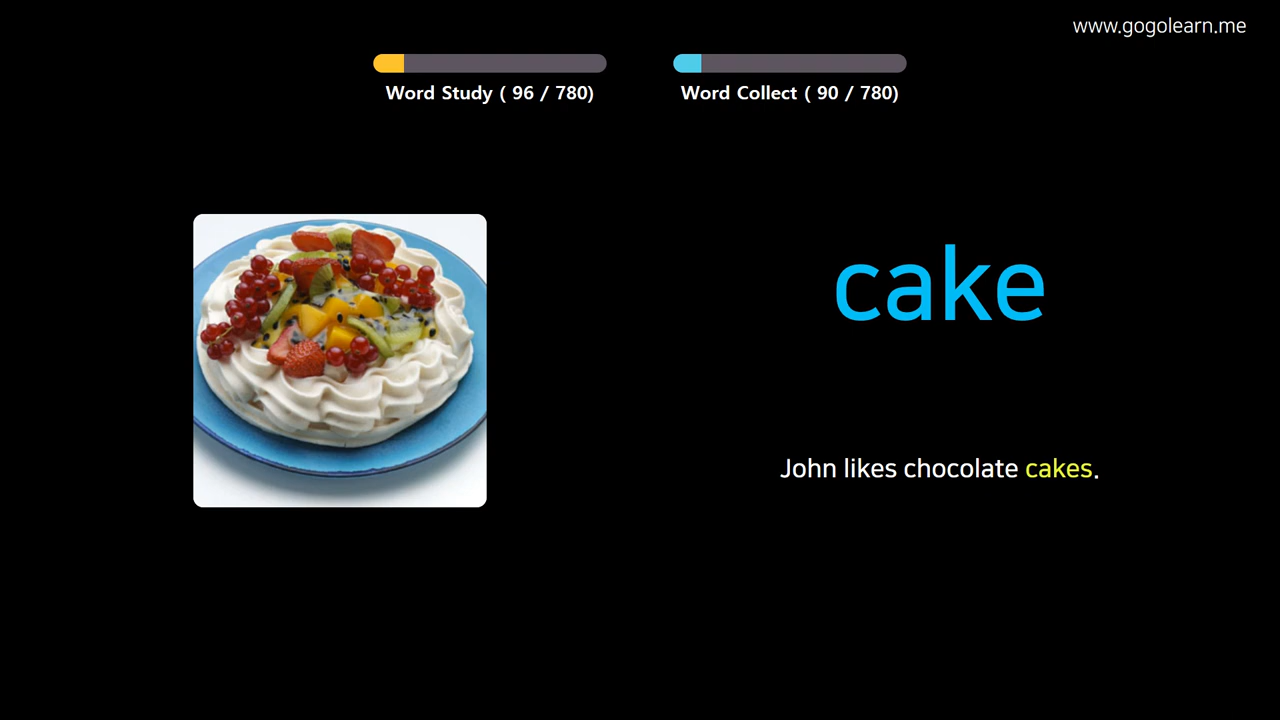 www.gogolearn.me
Word Study ( 96 / 780)
Word Collect ( 90 / 780)
cake
John likes chocolate cakes.